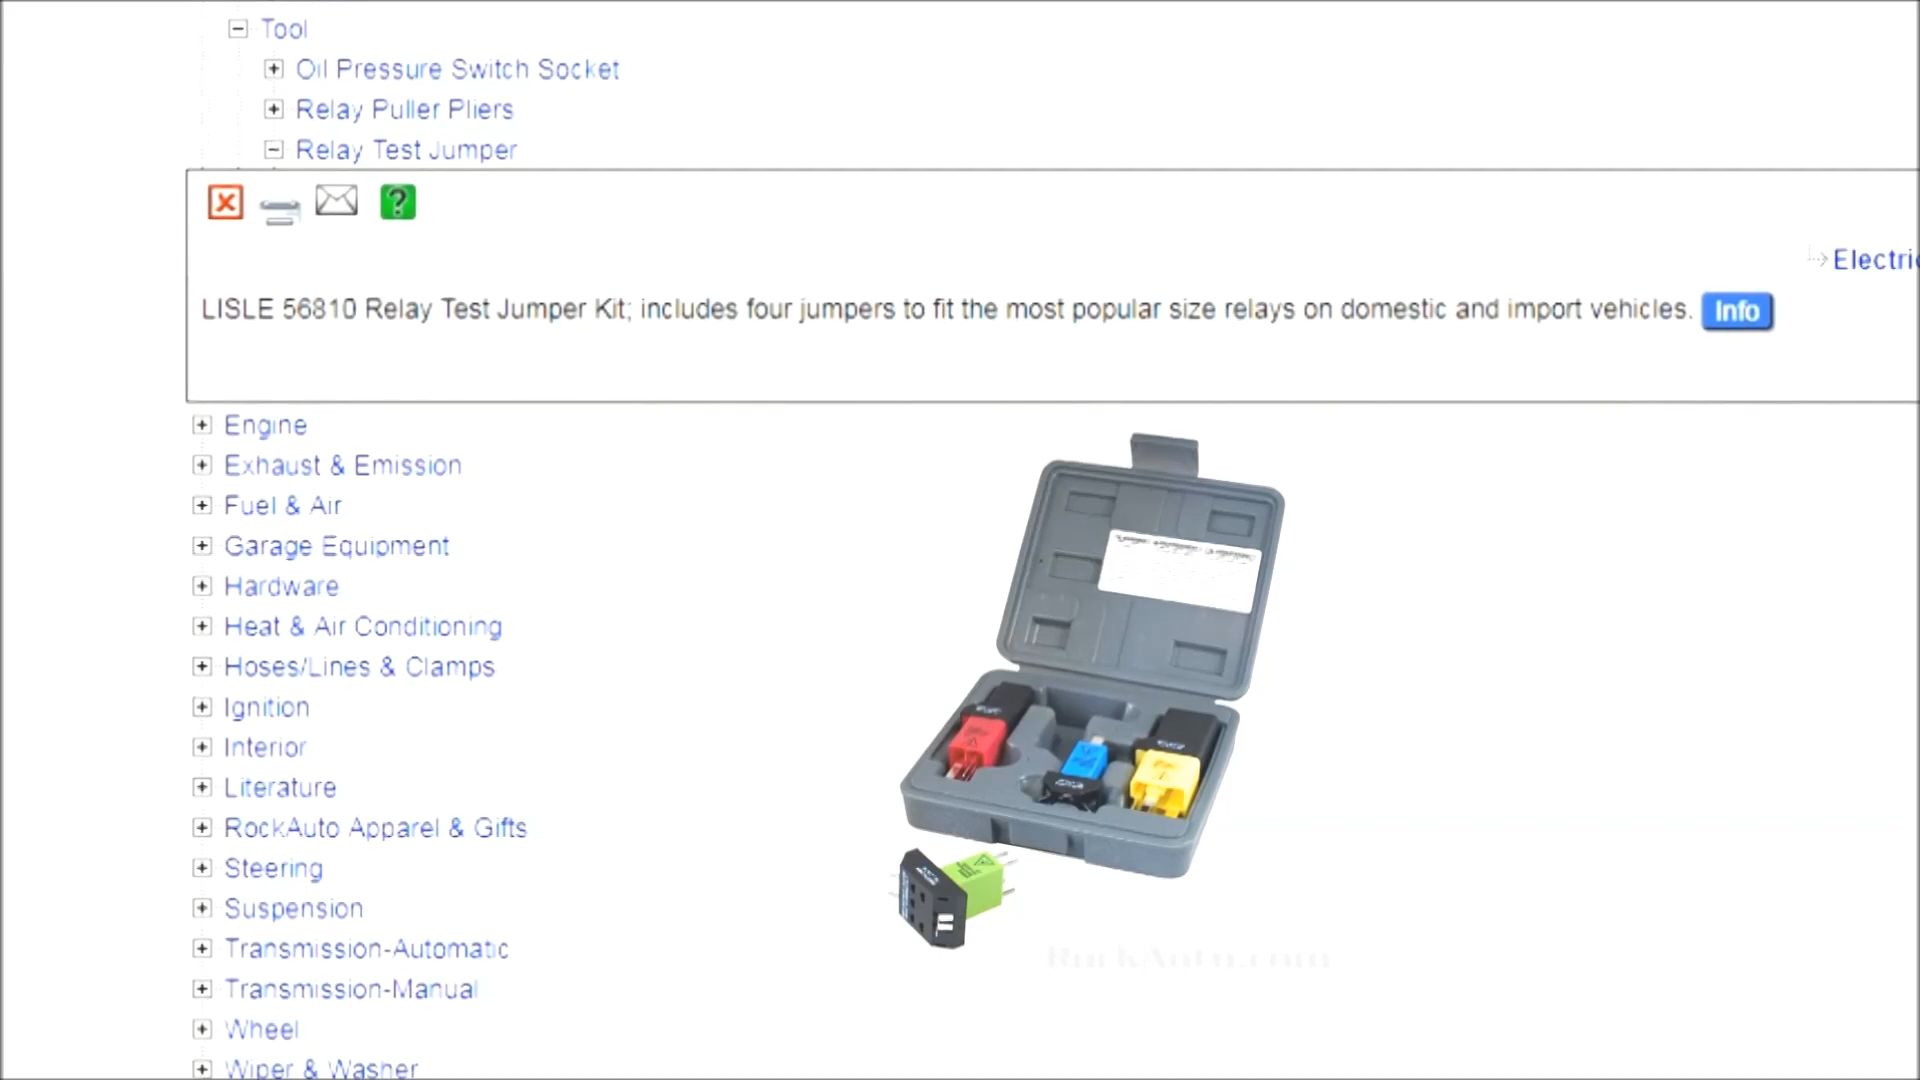 Tool
Oil Pressure Switch Socket
Relay Puller Pliers
Relay Test Jumper
Electric
LISLE 56810 Relay Test Jumper Kit; includes four jumpers to fit the most popular size relays on domestic and import vehicles. Info
Engine
Exhaust & Emission
Fuel & Air
Garage Equipment
Hardware
Heat & Air Conditioning
Hoses/Lines & Clamps
Ignition
Interior
Literature
RockAuto Apparel & Gifts
Steering
Suspension
Transmission-Automatic
RockAuto.com
Transmission-Manual
Wheel
Wiper & Washer